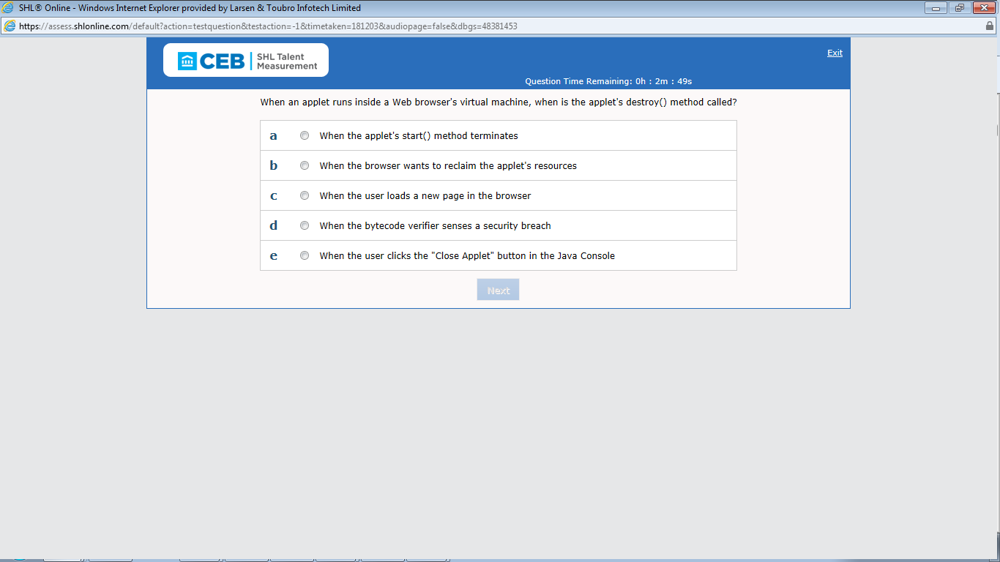 SHL® Online - Windows Internet Explorer provided by Larsen & Toubro Infotech Limited
https://assess.shlonline.com/default?action=testquestion&testaction=-1&timetaken=181203&audiopage=false&dbgs=48381453
CEB SHL Talent
Measurement
Exit
Question Time Remaining: 0h : 2m : 49s
When an applet runs inside a Web browser's virtual machine, when is the applet's destroy() method called?
a When the applet's start() method terminates
b When the browser wants to reclaim the applet's resources
c When the user loads a new page in the browser
d When the bytecode verifier senses a security breach
e When the user clicks the "Close Applet" button in the Java Console
Next